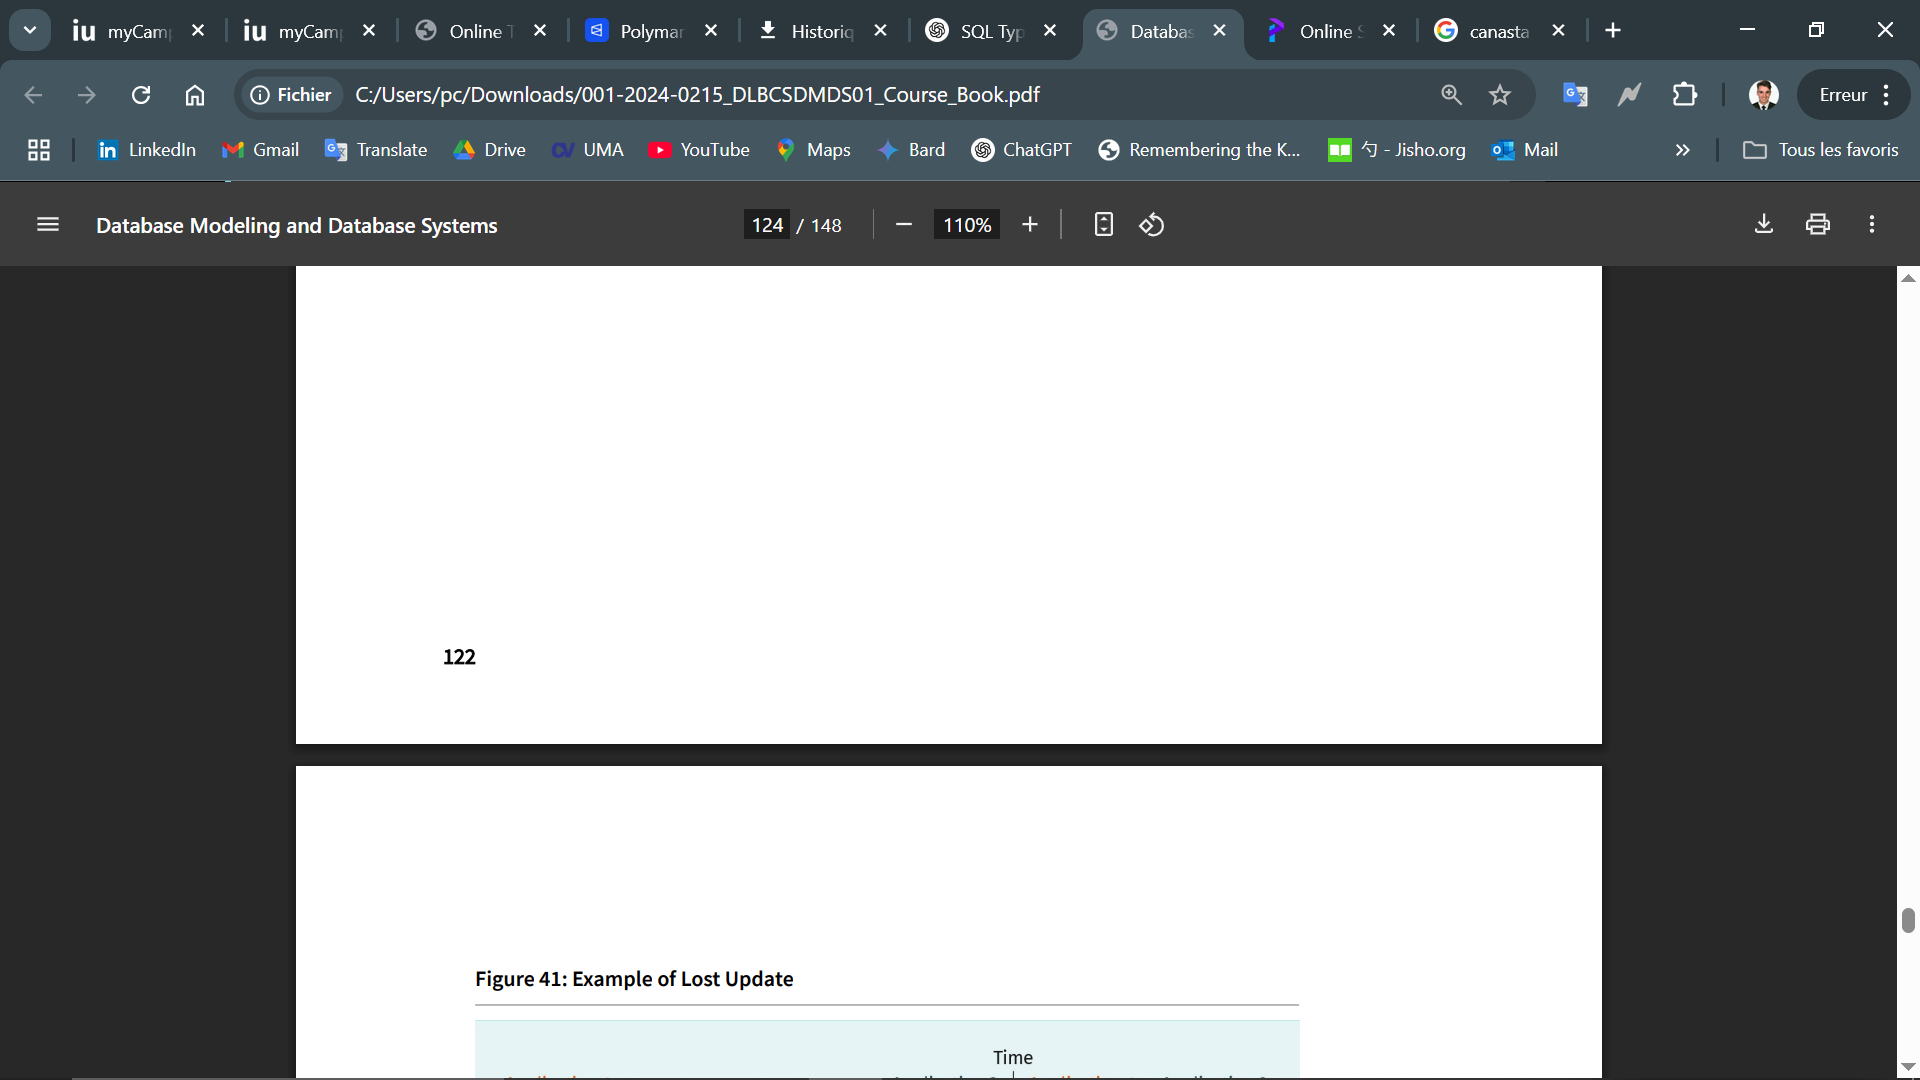 iu myCam iu myCam Online Polymar Historiq SQL Typ Databas Online canasta
Fichier C:/Users/pc/Downloads/001-2024-0215_DLBCSDMDS01_Course_Book.pdf Erreur
LinkedIn Gmail Translate Drive UMA YouTube Maps Bard ChatGPT Remembering the K... 勺 - Jisho.org Mail Tous les favoris
Database Modeling and Database Systems 124 / 148 110%
122
Figure 41: Example of Lost Update
Time